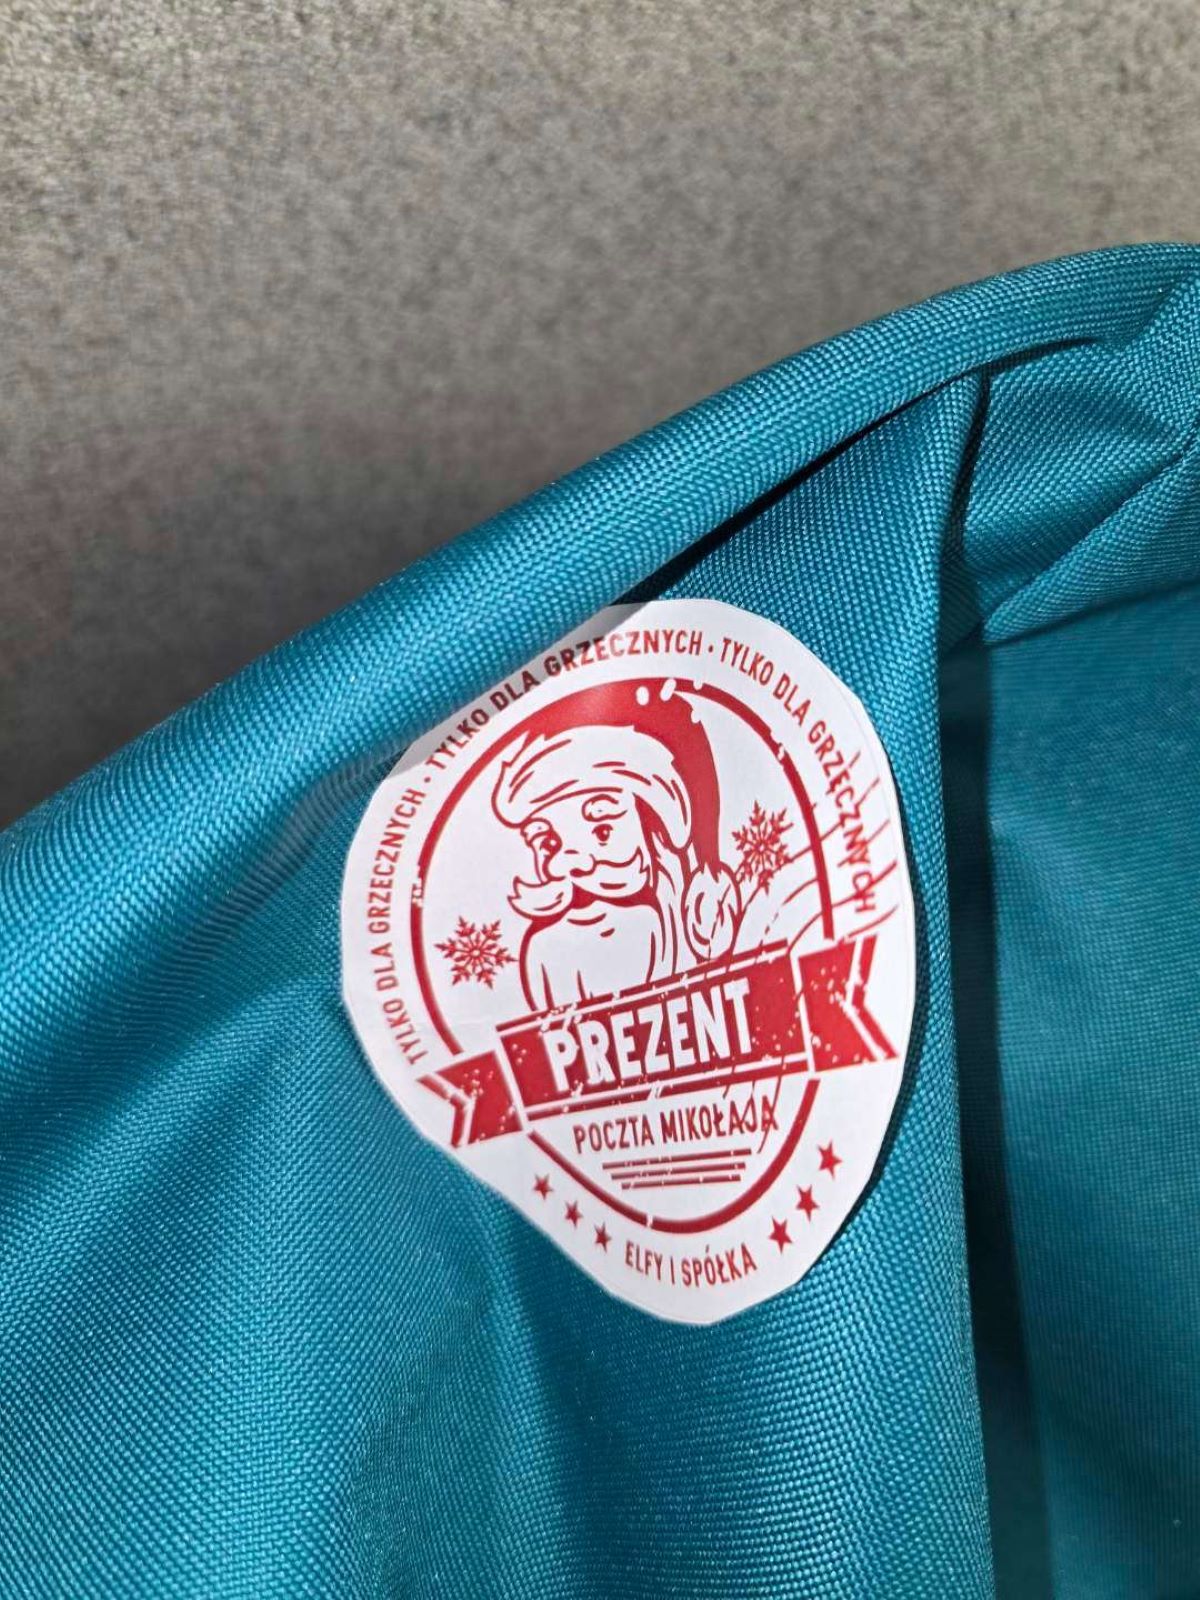 TYLKO DLA GRZECZNYCH • TYLKO DLA GRZECZNYCH • TYLKO DLA GRZECZNYCH
PREZENT
POCZTA MIKOŁAJA
ELFY I SPÓŁKA